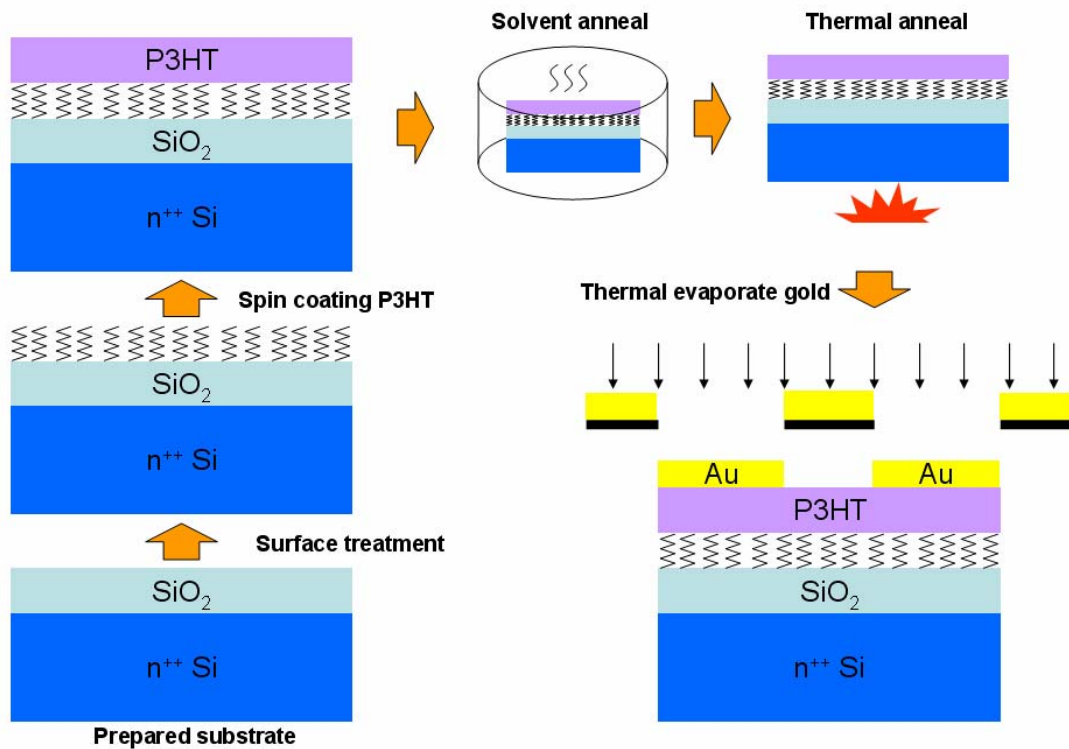 P3HT
SiO₂
n⁺⁺ Si
Spin coating P3HT
SiO₂
n⁺⁺ Si
Surface treatment
SiO₂
n⁺⁺ Si
Prepared substrate
Solvent anneal
Thermal anneal
Thermal evaporate gold
Au
Au
P3HT
SiO₂
n⁺⁺ Si